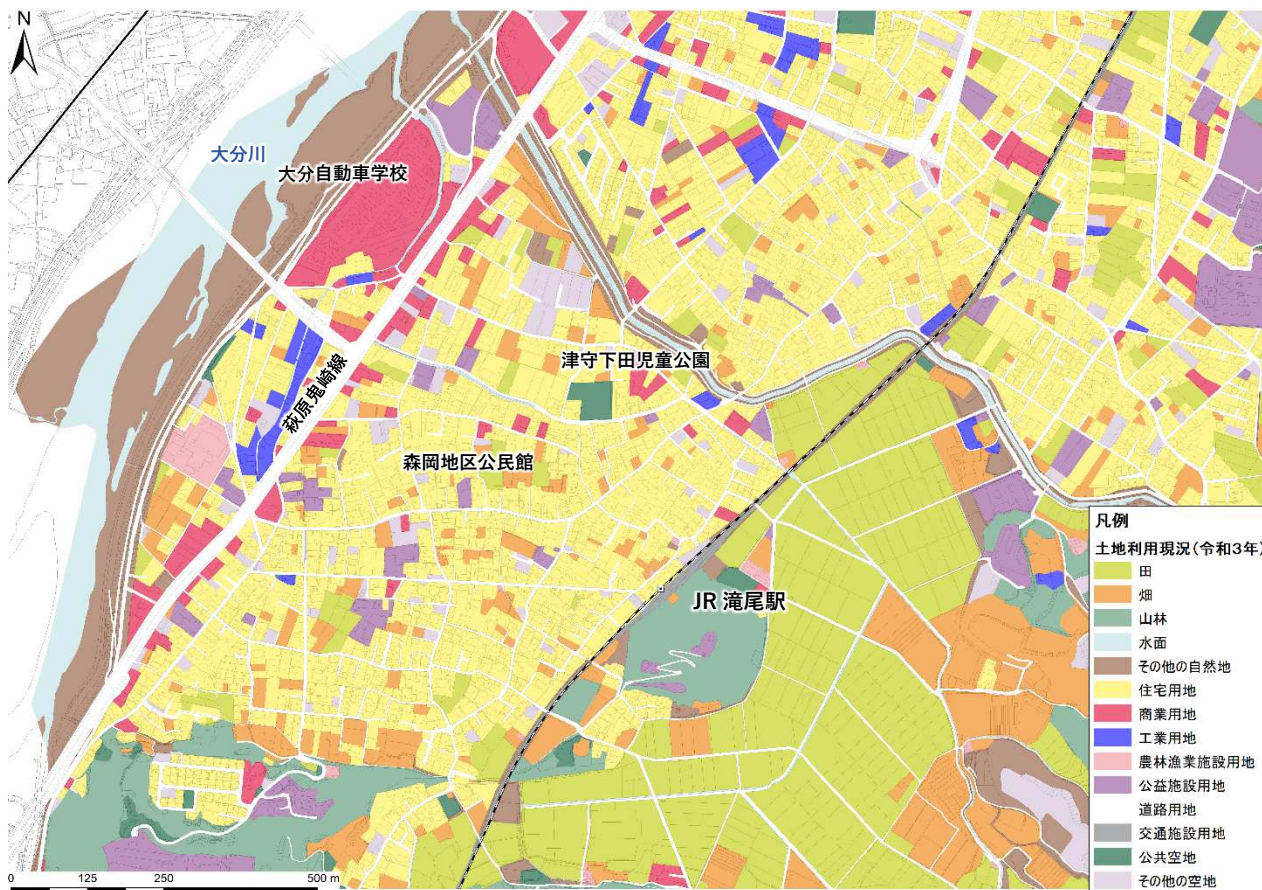 N
大分川
大分自動車学校
萩原鬼崎線
津守下田児童公園
森岡地区公民館
JR 滝尾駅
凡例
土地利用現況(令和3年)
田
畑
山林
水面
その他の自然地
住宅用地
商業用地
工業用地
農林漁業施設用地
公益施設用地
道路用地
交通施設用地
公共空地
その他の空地
0 125 250 500 m